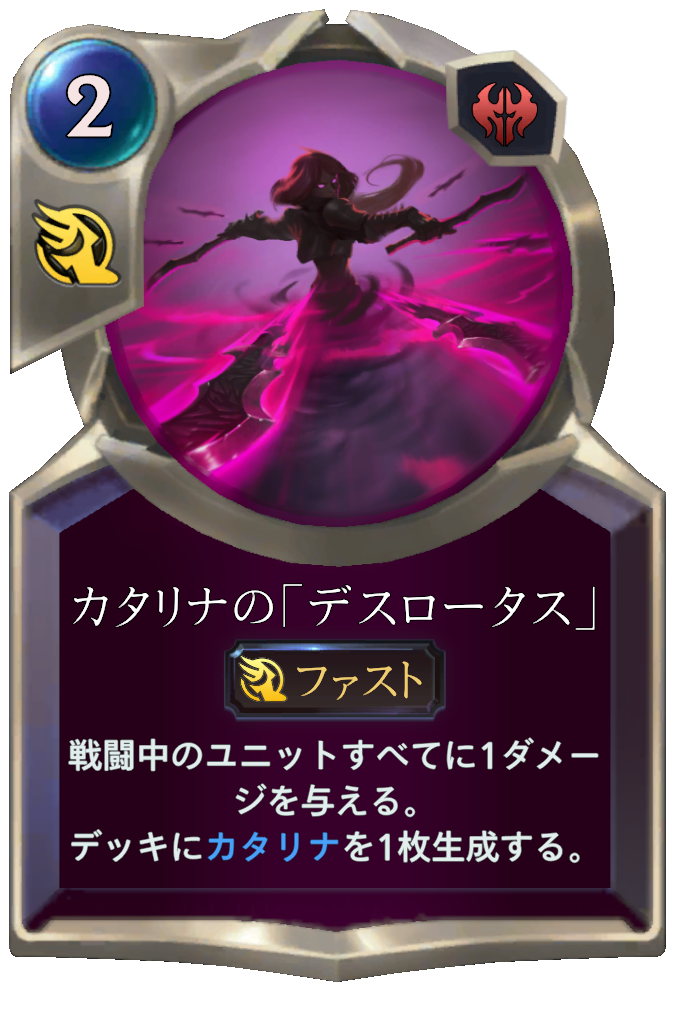 2
カタリナの「デスロータス」
ファスト
戦闘中のユニットすべてに1ダメー
ジを与える。
デッキにカタリナを1枚生成する。